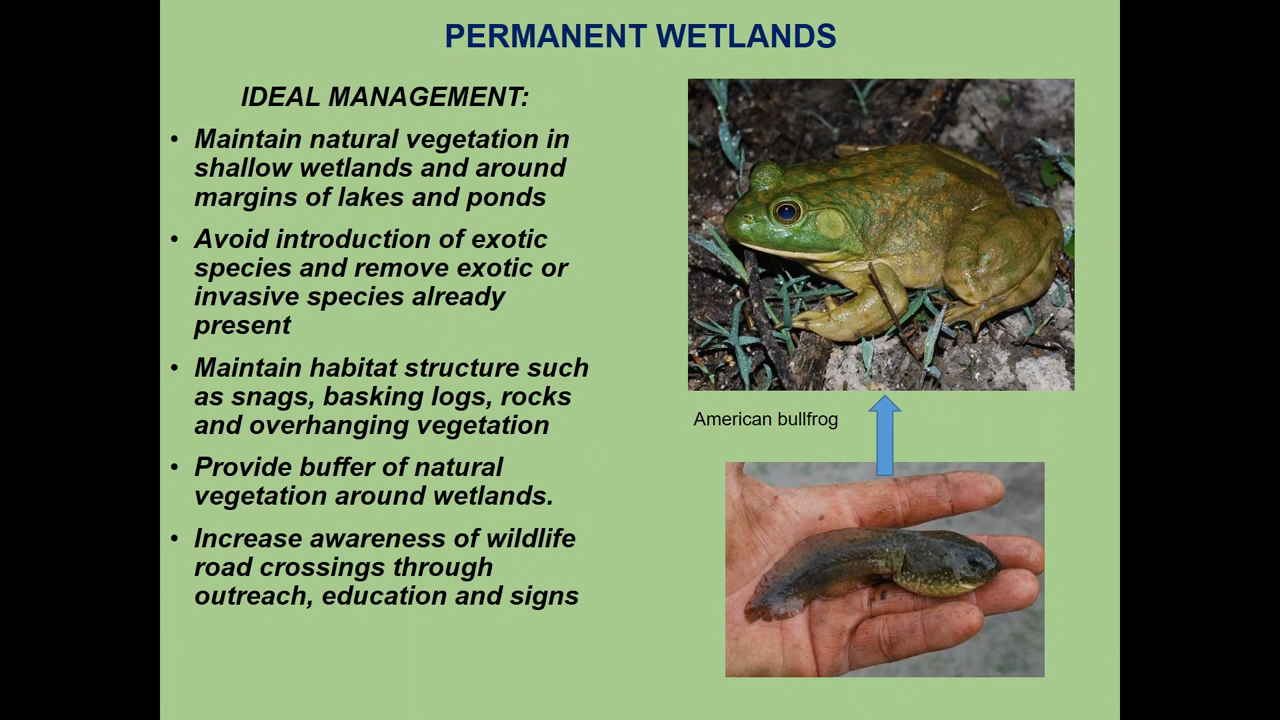 PERMANENT WETLANDS
IDEAL MANAGEMENT:
• Maintain natural vegetation in
shallow wetlands and around
margins of lakes and ponds
• Avoid introduction of exotic
species and remove exotic or
invasive species already
present
• Maintain habitat structure such
as snags, basking logs, rocks
and overhanging vegetation
• Provide buffer of natural
vegetation around wetlands.
• Increase awareness of wildlife
road crossings through
outreach, education and signs
American bullfrog